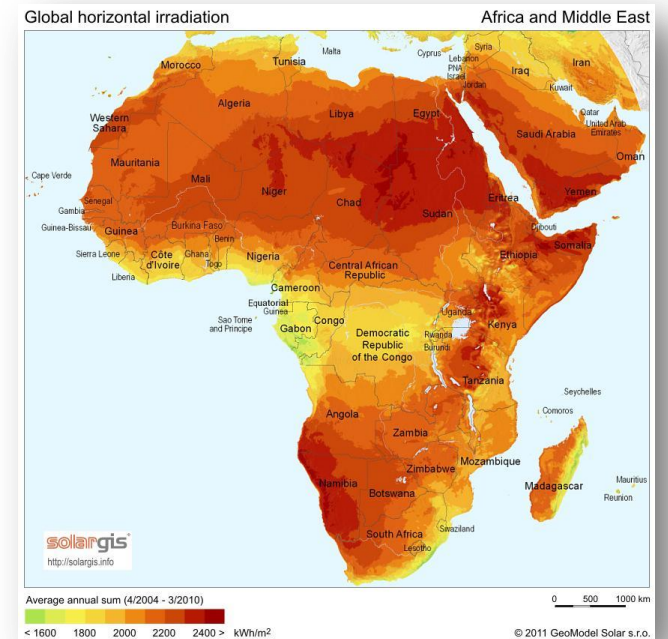 Global horizontal irradiation
Africa and Middle East
Malta
Cyprus
Syria
Lebanon
PNA
Israel
Jordan
Iraq
Iran
Kuwait
Morocco
Tunisia
Algeria
Libya
Egypt
Qatar
United Arab
Emirates
Saudi Arabia
Oman
Western
Sahara
Mauritania
Mali
Niger
Chad
Sudan
Eritrea
Yemen
Cape Verde
Senegal
Gambia
Guinea-Bissau
Guinea
Burkina Faso
Benin
Djibouti
Somalia
Sierra Leone
Côte
d'Ivoire
Ghana
Togo
Nigeria
Central African
Republic
Ethiopia
Liberia
Cameroon
Equatorial
Guinea
Sao Tome
and Principe
Gabon
Congo
Democratic
Republic
of the Congo
Uganda
Rwanda
Burundi
Kenya
Tanzania
Seychelles
Comoros
Angola
Zambia
Mozambique
Zimbabwe
Madagascar
Mauritius
Reunion
Namibia
Botswana
South Africa
Swaziland
Lesotho
solargis
http://solargis.info
Average annual sum (4/2004 - 3/2010)
< 1600 1800 2000 2200 2400 > kWh/m²
0 500 1000 km
© 2011 GeoModel Solar s.r.o.